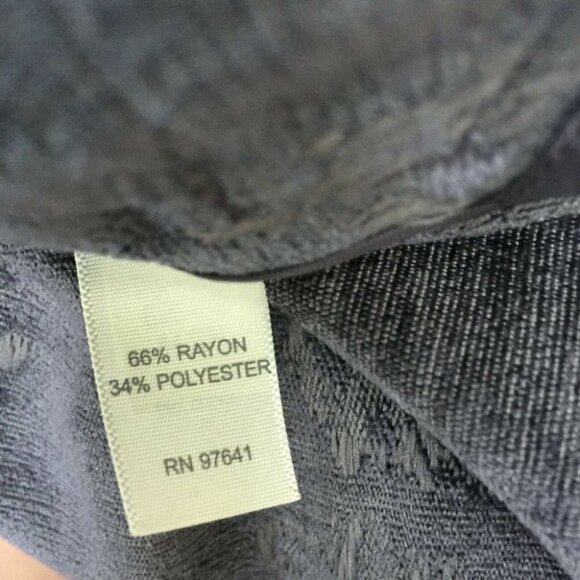 66% RAYON
34% POLYESTER
RN 97641